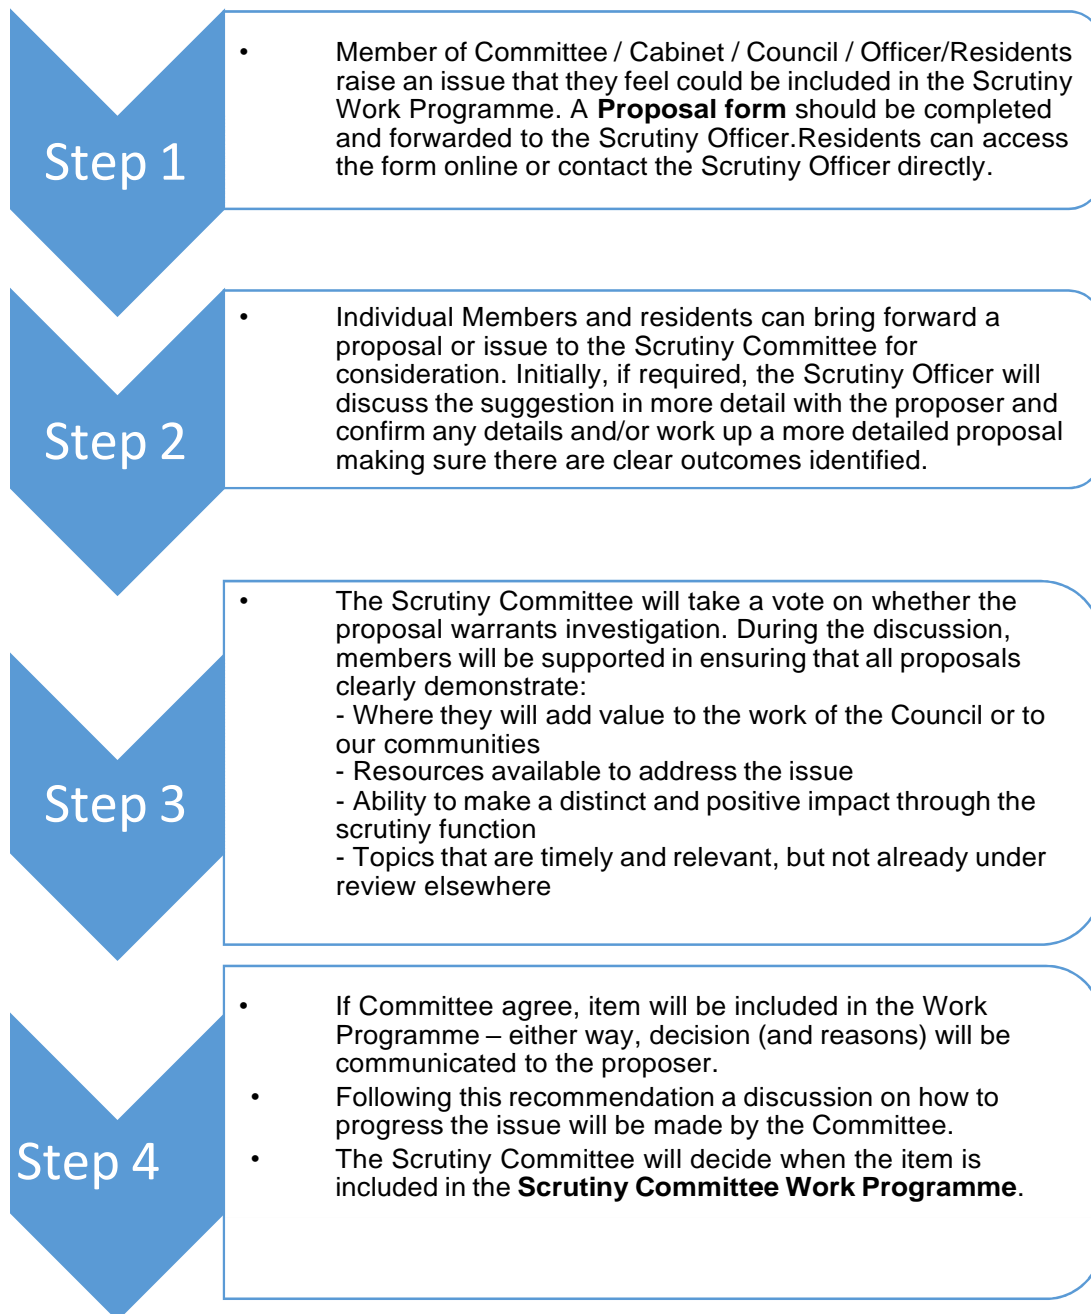 Step 1
• Member of Committee / Cabinet / Council / Officer/Residents
raise an issue that they feel could be included in the Scrutiny
Work Programme. A Proposal form should be completed
and forwarded to the Scrutiny Officer.Residents can access
the form online or contact the Scrutiny Officer directly.
Step 2
• Individual Members and residents can bring forward a
proposal or issue to the Scrutiny Committee for
consideration. Initially, if required, the Scrutiny Officer will
discuss the suggestion in more detail with the proposer and
confirm any details and/or work up a more detailed proposal
making sure there are clear outcomes identified.
Step 3
• The Scrutiny Committee will take a vote on whether the
proposal warrants investigation. During the discussion,
members will be supported in ensuring that all proposals
clearly demonstrate:
- Where they will add value to the work of the Council or to
our communities
- Resources available to address the issue
- Ability to make a distinct and positive impact through the
scrutiny function
- Topics that are timely and relevant, but not already under
review elsewhere
Step 4
• If Committee agree, item will be included in the Work
Programme – either way, decision (and reasons) will be
communicated to the proposer.
• Following this recommendation a discussion on how to
progress the issue will be made by the Committee.
• The Scrutiny Committee will decide when the item is
included in the Scrutiny Committee Work Programme.